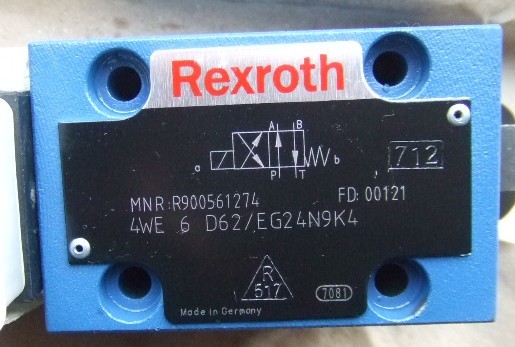 Rexroth
A B
a b
P T
712
MNR:R900561274 FD: 00121
4WE 6 D62/EG24N9K4
R
517
7081
Made in Germany